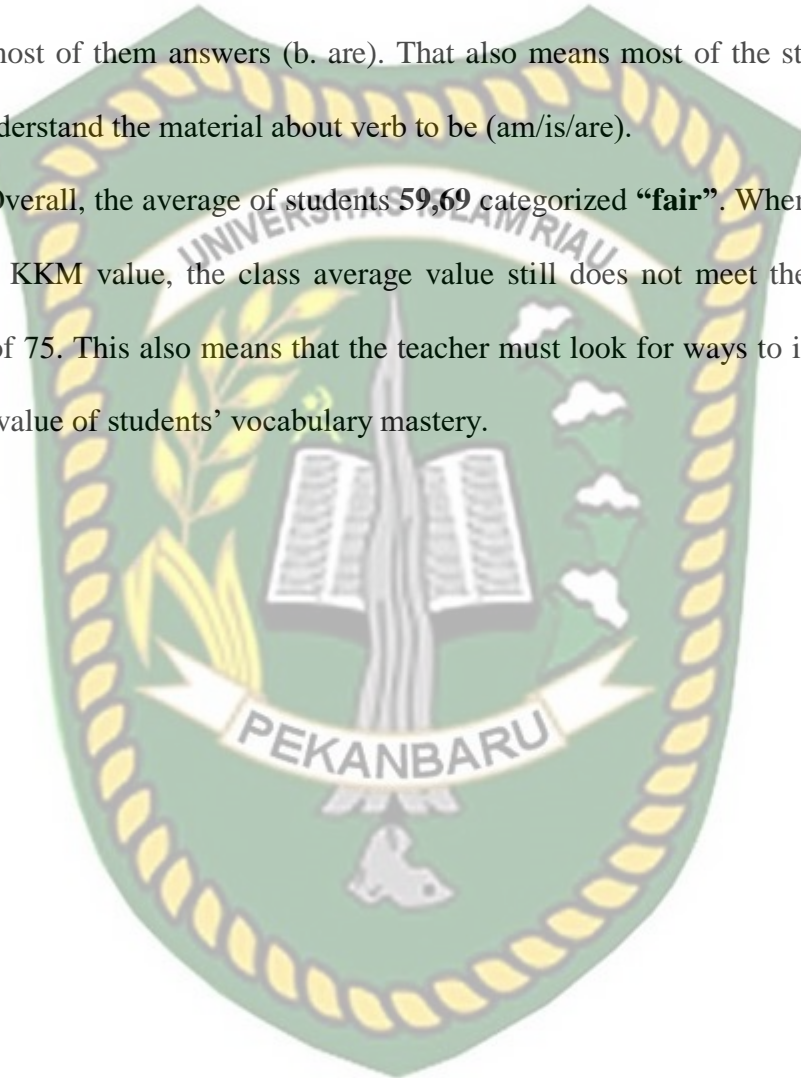 most of them answers (b. are). That also means most of the st
derstand the material about verb to be (am/is/are).
Overall, the average of students 59,69 categorized “fair”. When
KKM value, the class average value still does not meet the
of 75. This also means that the teacher must look for ways to i
value of students’ vocabulary mastery.
UNIVERSITAS ISLAM RIAU
PEKANBARU